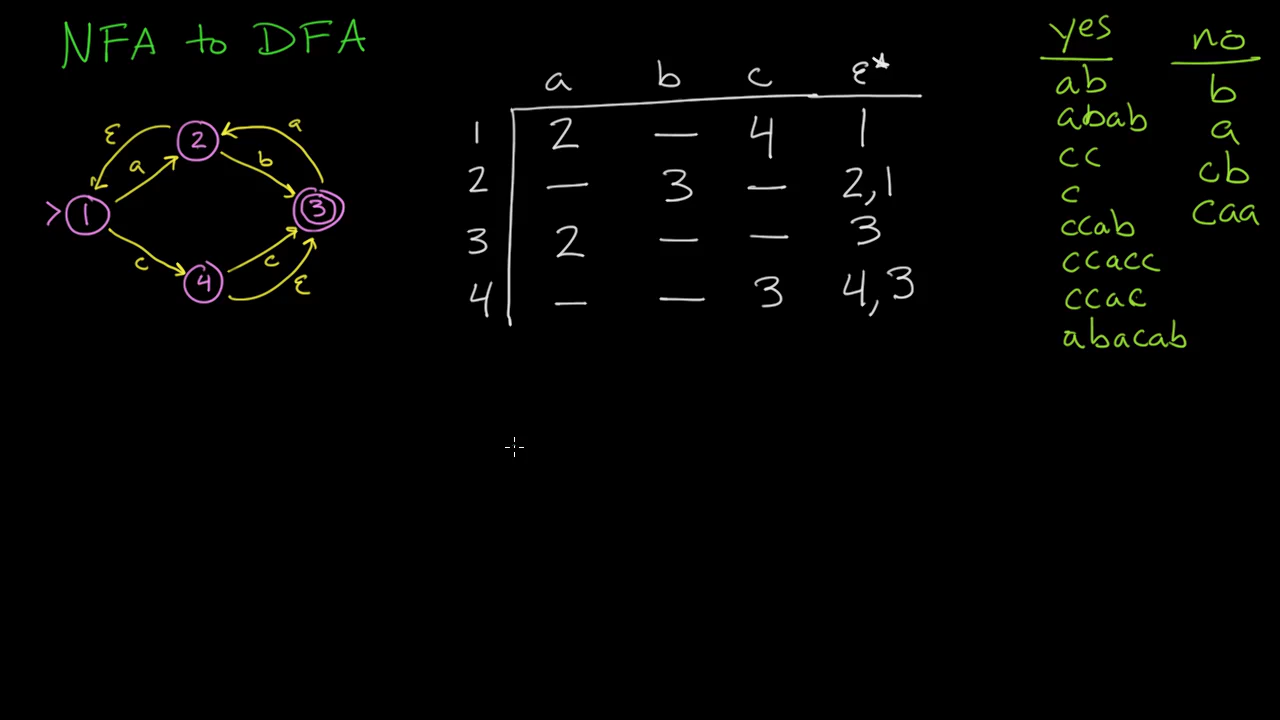 NFA to DFA
yes
no
a b c ε*
1 2 — 4 1
2 — 3 — 2,1
3 2 — — 3
4 — — 3 4,3
ab
abab
cc
c
ccab
ccacc
ccac
abacab
b
a
cb
caa
ε
a
2
b
a
> 1
3
c
4
c
ε